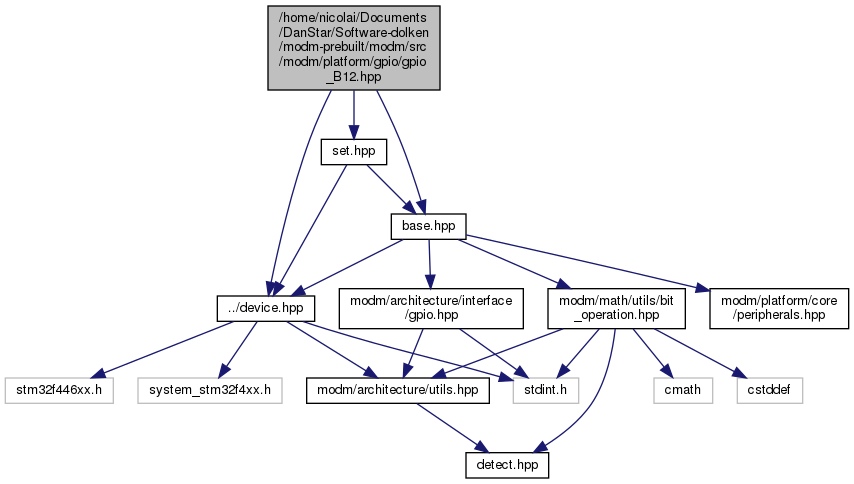 /home/nicolai/Documents
/DanStar/Software-dolken
/modm-prebuilt/modm/src
/modm/platform/gpio/gpio
_B12.hpp
set.hpp
base.hpp
../device.hpp
modm/architecture/interface
/gpio.hpp
modm/math/utils/bit
_operation.hpp
modm/platform/core
/peripherals.hpp
stm32f446xx.h
system_stm32f4xx.h
modm/architecture/utils.hpp
stdint.h
cmath
cstddef
detect.hpp